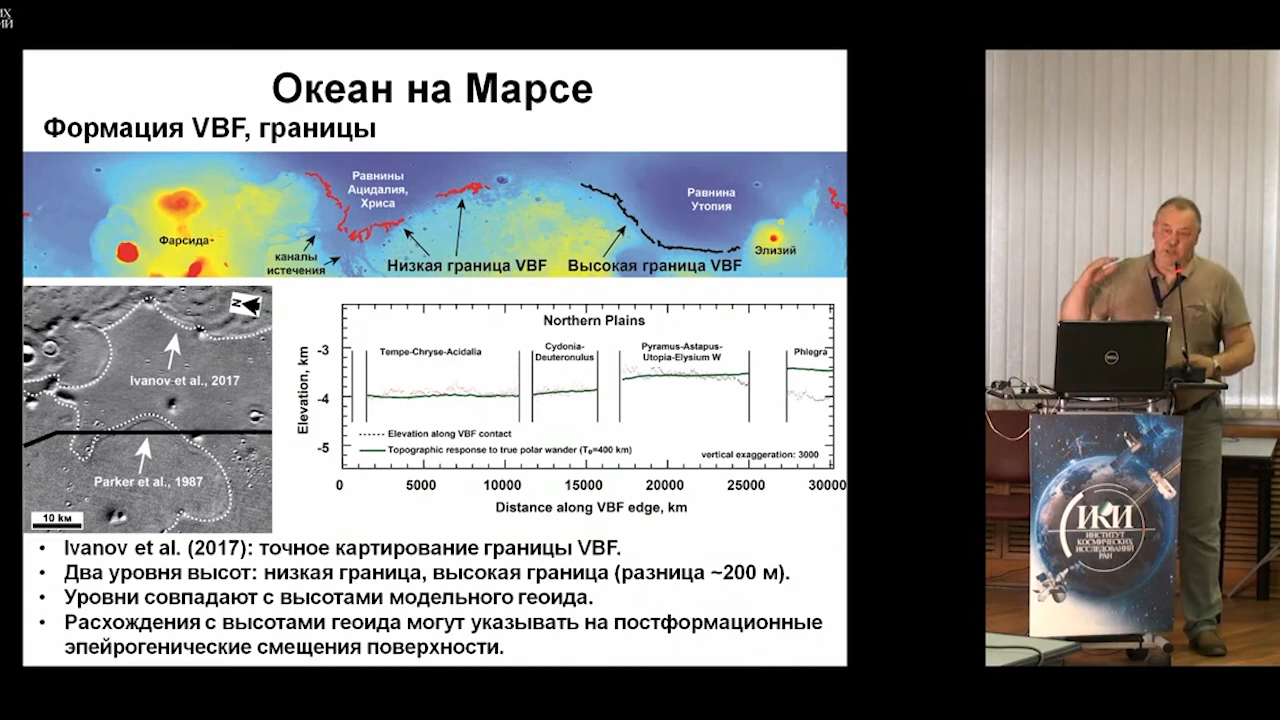 ИХ
ИИ
Океан на Марсе
Формация VBF, границы
Равнины
Ацидалия,
Хриса
Равнина
Утопия
Фарсида
каналы
истечения
Низкая граница VBF
Высокая граница VBF
Элизий
N
Ivanov et al., 2017
Parker et al., 1987
10 км
Northern Plains
Elevation, km
-3
-4
-5
Tempe-Chryse-Acidalia
Cydonia-
Deuteronulus
Pyramus-Astapus-
Utopia-Elysium W
Phlegra
Elevation along VBF contact
Topographic response to true polar wander (Te=400 km)
vertical exaggeration: 3000
0 5000 10000 15000 20000 25000 30000
Distance along VBF edge, km
• Ivanov et al. (2017): точное картирование границы VBF.
• Два уровня высот: низкая граница, высокая граница (разница ~200 м).
• Уровни совпадают с высотами модельного геоида.
• Расхождения с высотами геоида могут указывать на постформационные
эпейрогенические смещения поверхности.
DELL
ИКИ
ИНСТИТУТ
КОСМИЧЕСКИХ
ИССЛЕДОВАНИЙ
РАН